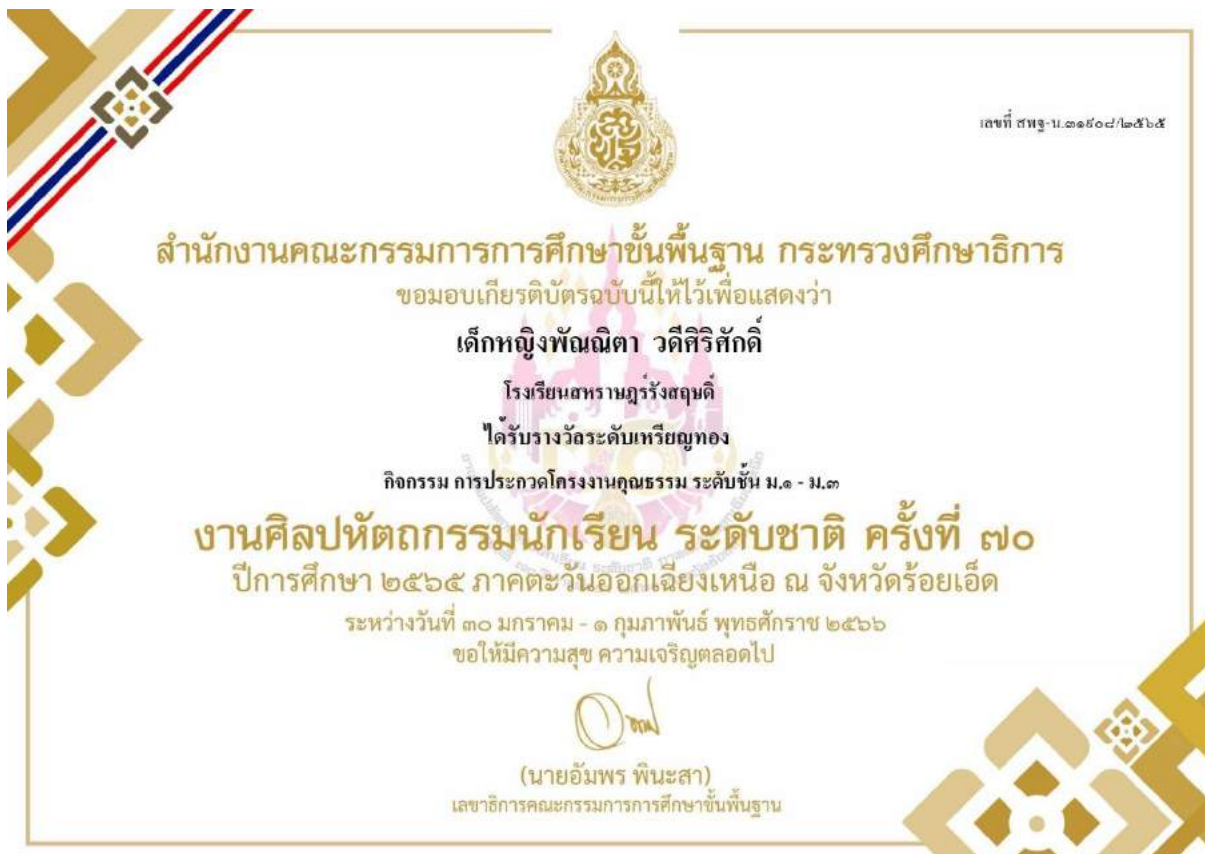 เลขที่ สพฐ-น.๓๑๙๐๘/๒๕๖๕
สำนักงานคณะกรรมการการศึกษาขั้นพื้นฐาน กระทรวงศึกษาธิการ
ขอมอบเกียรติบัตรฉบับนี้ให้ไว้เพื่อแสดงว่า
เด็กหญิงพัณณิตา วดีศิริศักดิ์
โรงเรียนสหราษฎร์รังสฤษดิ์
ได้รับรางวัลระดับเหรียญทอง
กิจกรรม การประกวดโครงงานคุณธรรม ระดับชั้น ม.๑ - ม.๓
งานศิลปหัตถกรรมนักเรียน ระดับชาติ ครั้งที่ ๗๐
ปีการศึกษา ๒๕๖๕ ภาคตะวันออกเฉียงเหนือ ณ จังหวัดร้อยเอ็ด
ระหว่างวันที่ ๓๐ มกราคม - ๑ กุมภาพันธ์ พุทธศักราช ๒๕๖๖
ขอให้มีความสุข ความเจริญตลอดไป
(นายอัมพร พินะสา)
เลขาธิการคณะกรรมการการศึกษาขั้นพื้นฐาน